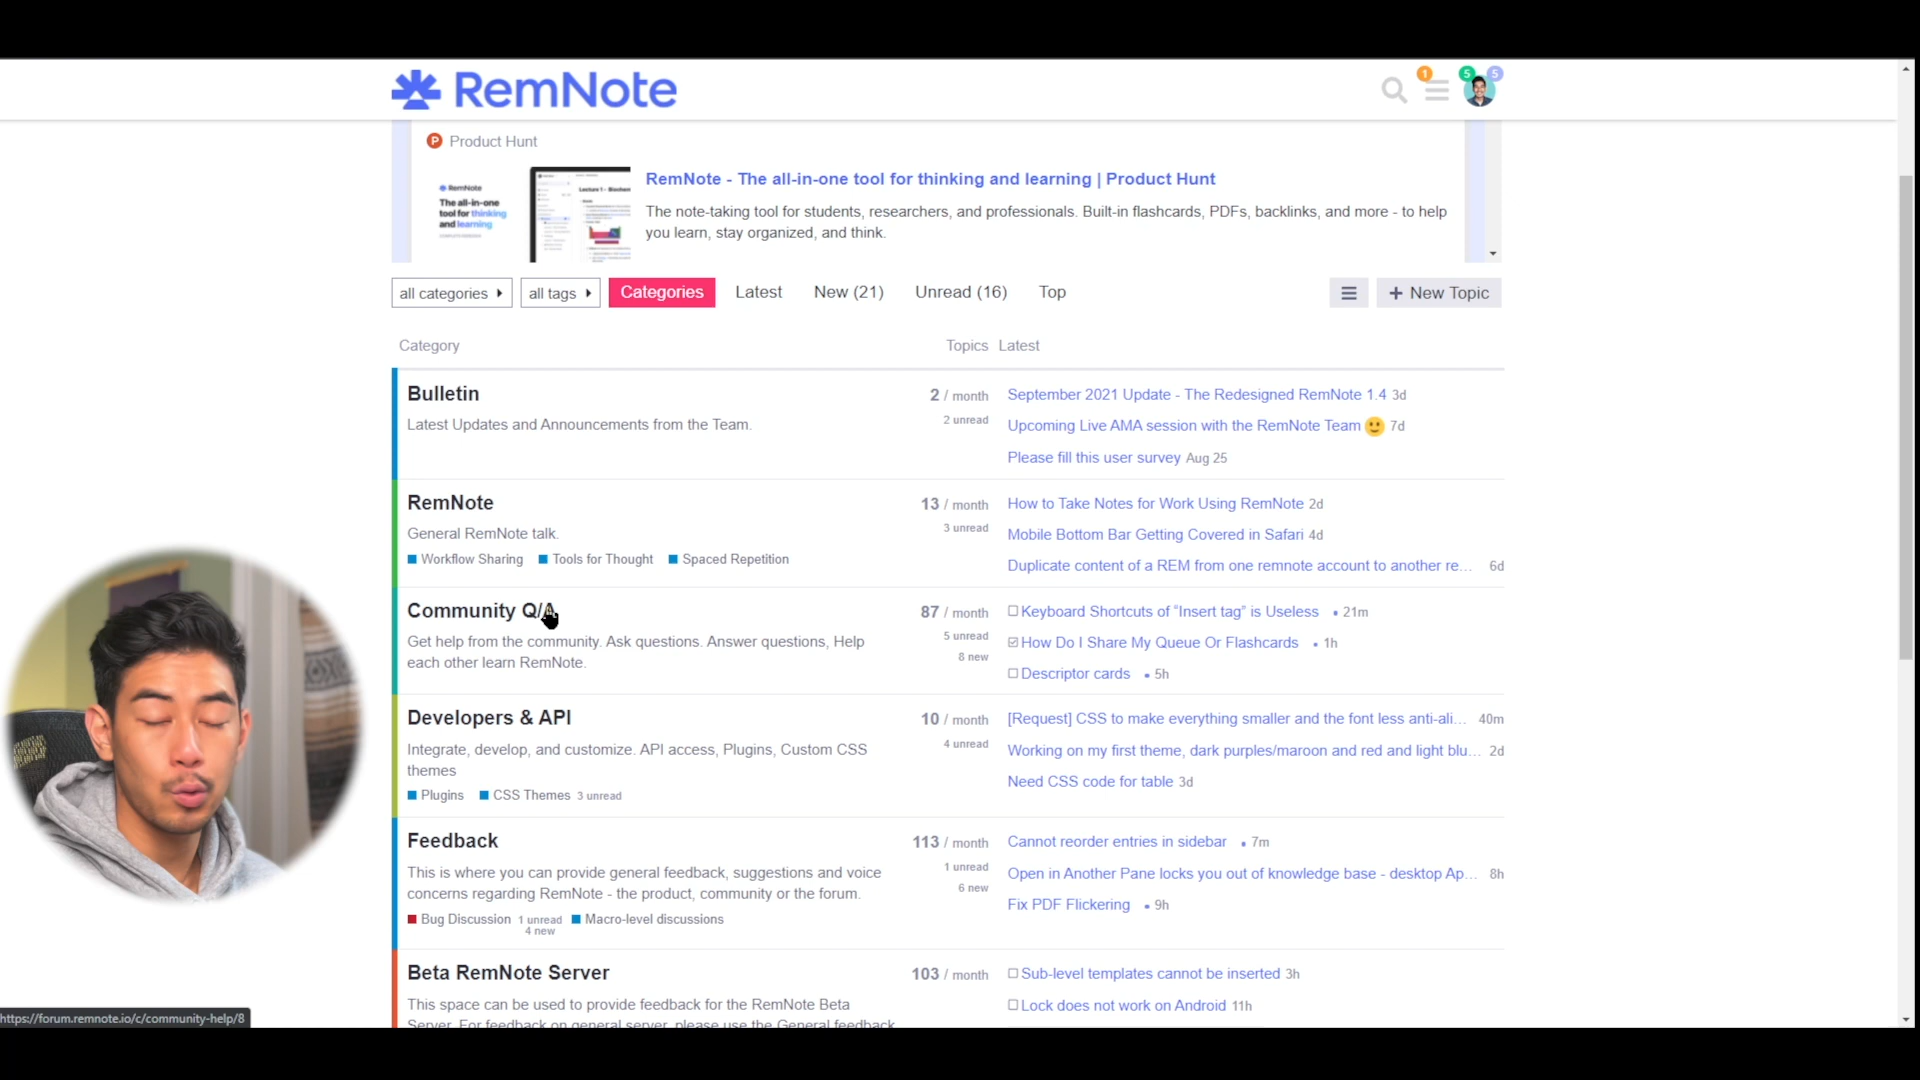 RemNote
1
5
5
Product Hunt
RemNote - The all-in-one tool for thinking and learning | Product Hunt
The note-taking tool for students, researchers, and professionals. Built-in flashcards, PDFs, backlinks, and more - to help
you learn, stay organized, and think.
RemNote
The all-in-one
tool for thinking
and learning
Lecture 1 -
all categories
all tags
Categories
Latest
New (21)
Unread (16)
Top
+ New Topic
Category
Topics
Latest
Bulletin
Latest Updates and Announcements from the Team.
2 / month
2 unread
September 2021 Update - The Redesigned RemNote 1.4 3d
Upcoming Live AMA session with the RemNote Team 🙂 7d
Please fill this user survey Aug 25
RemNote
General RemNote talk.
Workflow Sharing Tools for Thought Spaced Repetition
13 / month
3 unread
How to Take Notes for Work Using RemNote 2d
Mobile Bottom Bar Getting Covered in Safari 4d
Duplicate content of a REM from one remnote account to another re... 6d
Community Q/A
Get help from the community. Ask questions. Answer questions, Help
each other learn RemNote.
87 / month
5 unread
8 new
Keyboard Shortcuts of “Insert tag” is Useless • 21m
How Do I Share My Queue Or Flashcards • 1h
Descriptor cards • 5h
Developers & API
Integrate, develop, and customize. API access, Plugins, Custom CSS
themes
Plugins CSS Themes 3 unread
10 / month
4 unread
[Request] CSS to make everything smaller and the font less anti-ali... 40m
Working on my first theme, dark purples/maroon and red and light blu... 2d
Need CSS code for table 3d
Feedback
This is where you can provide general feedback, suggestions and voice
concerns regarding RemNote - the product, community or the forum.
Bug Discussion 1 unread Macro-level discussions
4 new
113 / month
1 unread
6 new
Cannot reorder entries in sidebar • 7m
Open in Another Pane locks you out of knowledge base - desktop Ap... 8h
Fix PDF Flickering • 9h
Beta RemNote Server
This space can be used to provide feedback for the RemNote Beta
Server. For feedback on general server, please use the General feedback
103 / month
Sub-level templates cannot be inserted 3h
Lock does not work on Android 11h
https://forum.remnote.io/c/community-help/8